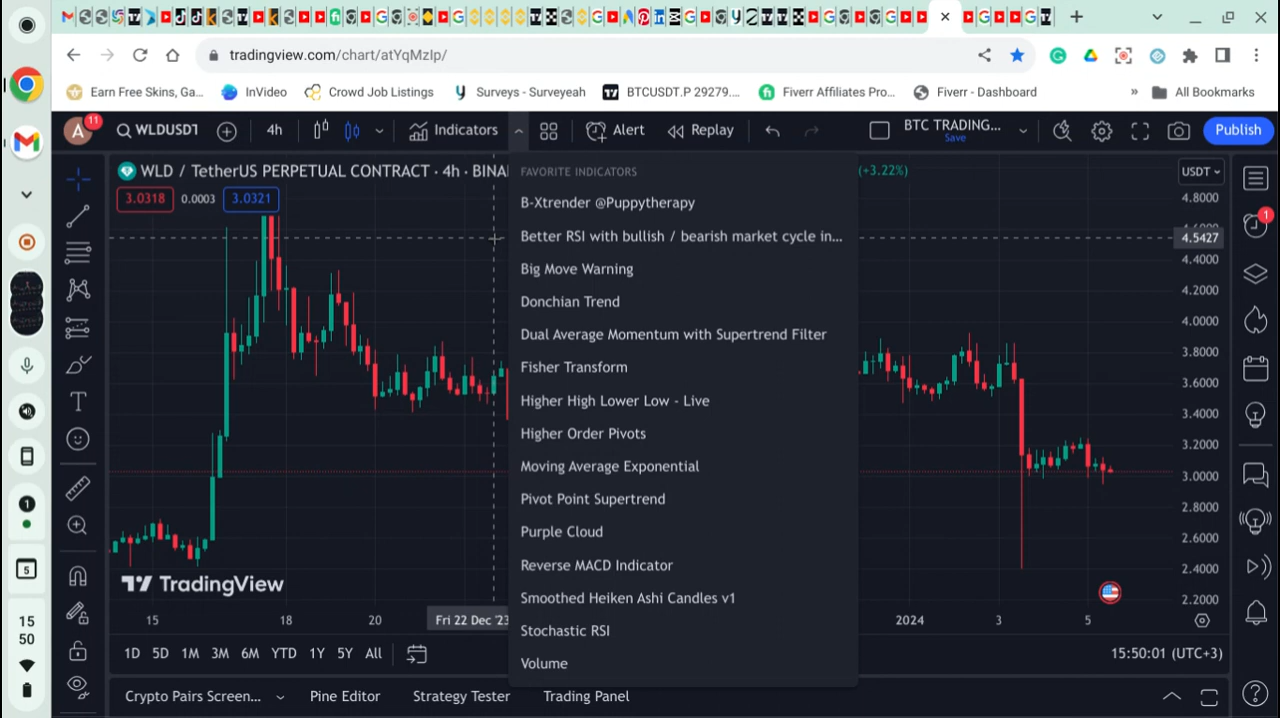 tradingview.com/chart/atYqMzIp/
Earn Free Skins, Ga...
InVideo
Crowd Job Listings
Surveys - Surveyeah
BTCUSDT.P 29279....
Fiverr Affiliates Pro...
Fiverr - Dashboard
»
All Bookmarks
A
11
WLDUSDT
4h
Indicators
Alert
Replay
BTC TRADING...
Save
Publish
WLD / TetherUS PERPETUAL CONTRACT · 4h · BINA
(+3.22%)
USDT
3.0318
0.0003
3.0321
FAVORITE INDICATORS
B-Xtrender @Puppytherapy
Better RSI with bullish / bearish market cycle in...
Big Move Warning
Donchian Trend
Dual Average Momentum with Supertrend Filter
Fisher Transform
Higher High Lower Low - Live
Higher Order Pivots
Moving Average Exponential
Pivot Point Supertrend
Purple Cloud
Reverse MACD Indicator
Smoothed Heiken Ashi Candles v1
Stochastic RSI
Volume
4.8000
4.5427
4.4000
4.2000
4.0000
3.8000
3.6000
3.4000
3.2000
3.0000
2.8000
2.6000
2.4000
2.2000
1
TradingView
15
18
20
Fri 22 Dec '23
2024
3
5
1D
5D
1M
3M
6M
YTD
1Y
5Y
All
15:50:01 (UTC+3)
Crypto Pairs Screen...
Pine Editor
Strategy Tester
Trading Panel
1
5
15
50